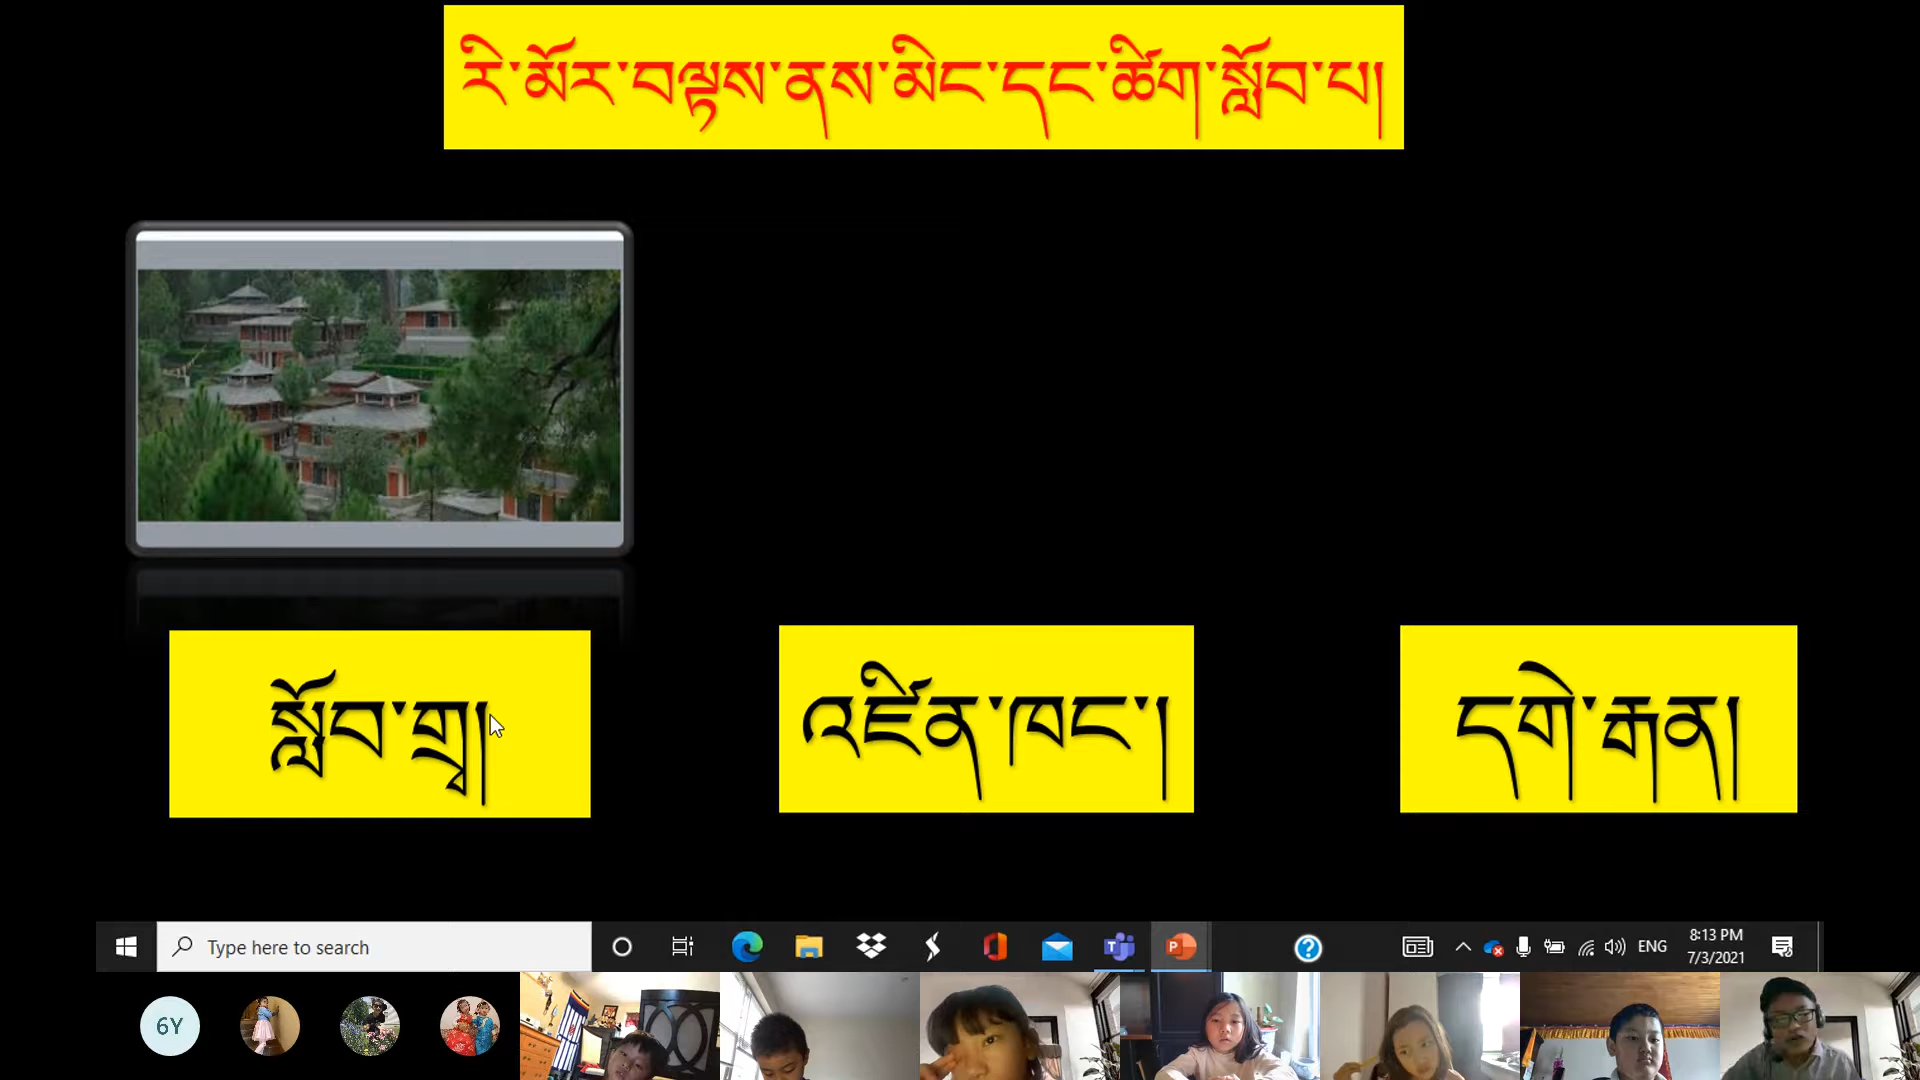 རི་མོར་བལྟས་ནས་མིང་དང་ཚིག་སློབ་པ།
སློབ་གྲྭ།
འཛིན་ཁང་།
དགེ་རྒན།
Type here to search
ENG
8:13 PM
7/3/2021
6Y